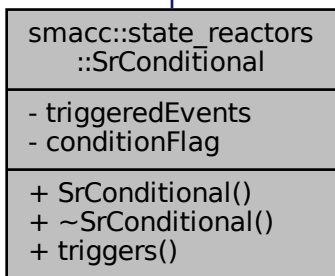 smacc::state_reactors
::SrConditional
- triggeredEvents
- conditionFlag
+ SrConditional()
+ ~SrConditional()
+ triggers()